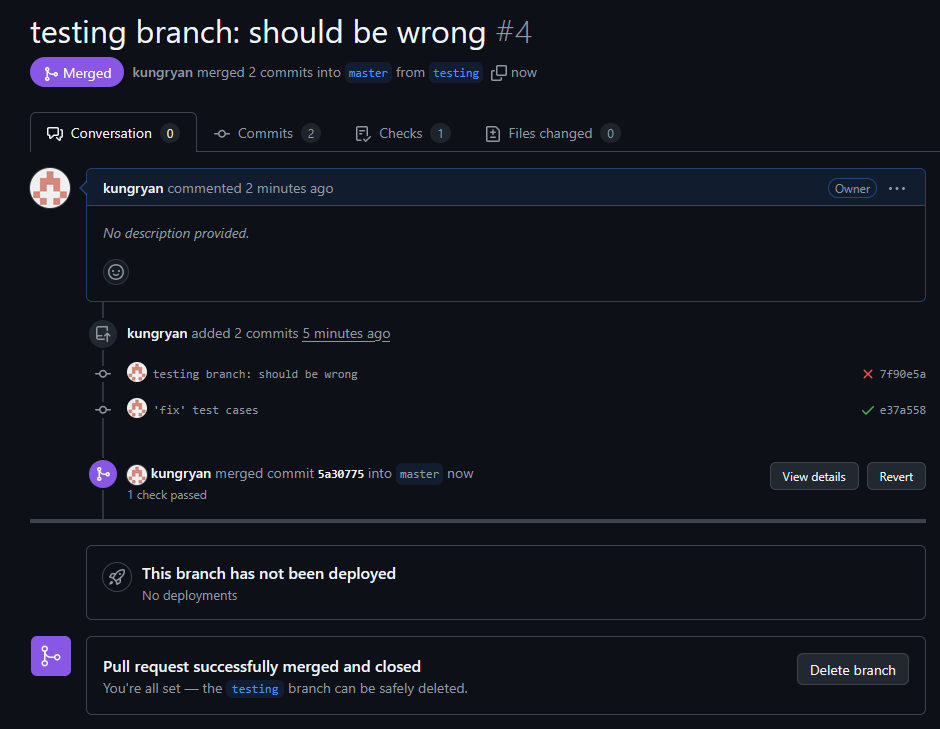 testing branch: should be wrong #4
Merged kungryan merged 2 commits into master from testing now
Conversation 0 Commits 2 Checks 1 Files changed 0
kungryan commented 2 minutes ago Owner ...
No description provided.
kungryan added 2 commits 5 minutes ago
testing branch: should be wrong 7f90e5a
'fix' test cases e37a558
kungryan merged commit 5a30775 into master now View details Revert
1 check passed
This branch has not been deployed
No deployments
Pull request successfully merged and closed
You're all set — the testing branch can be safely deleted. Delete branch